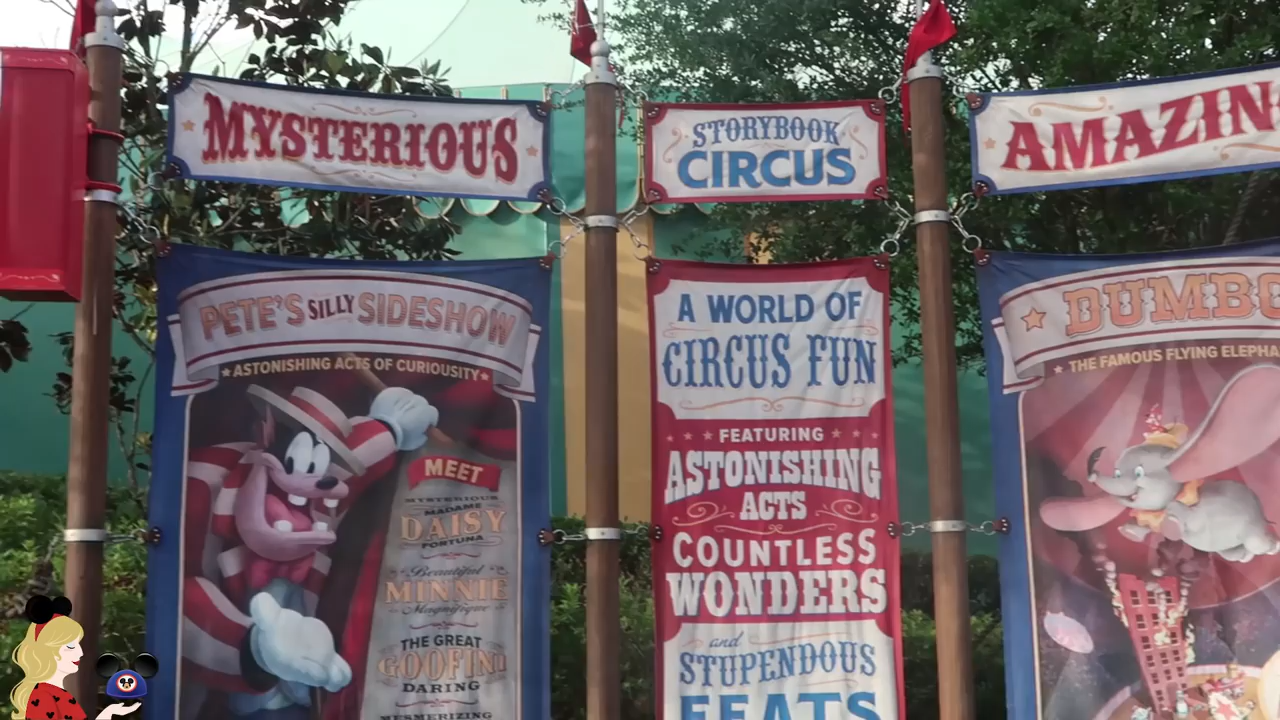 MYSTERIOUS
PETE'S SILLY SIDESHOW
★ASTONISHING ACTS OF CURIOUSITY★
MEET
MYSTERIOUS
MADAME
DAISY
FORTUNA
Beautiful
MINNIE
Magnifique
THE GREAT
GOOFINI
DARING
MESMERIZING
STORYBOOK
CIRCUS
A WORLD OF
CIRCUS FUN
FEATURING
ASTONISHING
ACTS
COUNTLESS
WONDERS
and
STUPENDOUS
FEATS
AMAZIN
DUMBO
THE FAMOUS FLYING ELEPHA